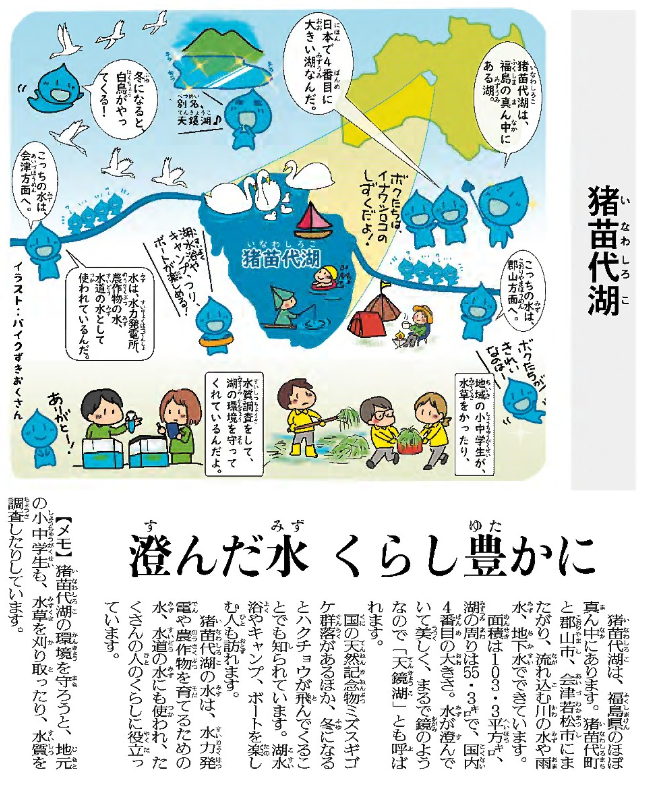 猪苗代湖
猪苗代湖は、
福島の真ん中に
ある湖。
日本で4番目に
大きい湖なんだ。
別名、
天鏡湖♪
冬になると、
白鳥がやっ
てくる！
ボクたちは、
イナワシロコの
しずくだよ！
こっちの水は、
会津方面へ。
猪苗代湖
湖水浴や
キャンプ、つり、
ボートが楽しめる？
水は、水力発電所、
農作物の水、
水道の水として
使われているんだ。
こっちの水は、
郡山方面へ。
ボクたちが
きれい
なのは
地域の小中学生が、
水草をかったり、
水質調査をして、
湖の環境を守って
くれているんだよ。
ありがとー！
イラスト：バイクずきおくさん
澄んだ水 くらし豊かに
猪苗代湖は、福島県のほぼ
真ん中にあります。猪苗代町
と郡山市、会津若松市にま
たがり、流れ込む川の水や雨
水、地下水でできています。
面積は103・3平方㌔、
湖の周りは55・3㌔で、国内
4番目の大きさ。水が澄んで
いて美しく、まるで鏡のよう
なので「天鏡湖」とも呼ば
れます。
国の天然記念物ミズスギゴ
ケ群落があるほか、冬になる
とハクチョウが飛んでくるこ
とでも知られています。湖水
浴やキャンプ、ボートを楽し
む人も訪れます。
猪苗代湖の水は、水力発
電や農作物を育てるための
水、水道の水にも使われ、た
くさんの人のくらしに役立っ
ています。
【メモ】猪苗代湖の環境を守ろうと、地元
の小中学生も、水草を刈り取ったり、水質を
調査したりしています。